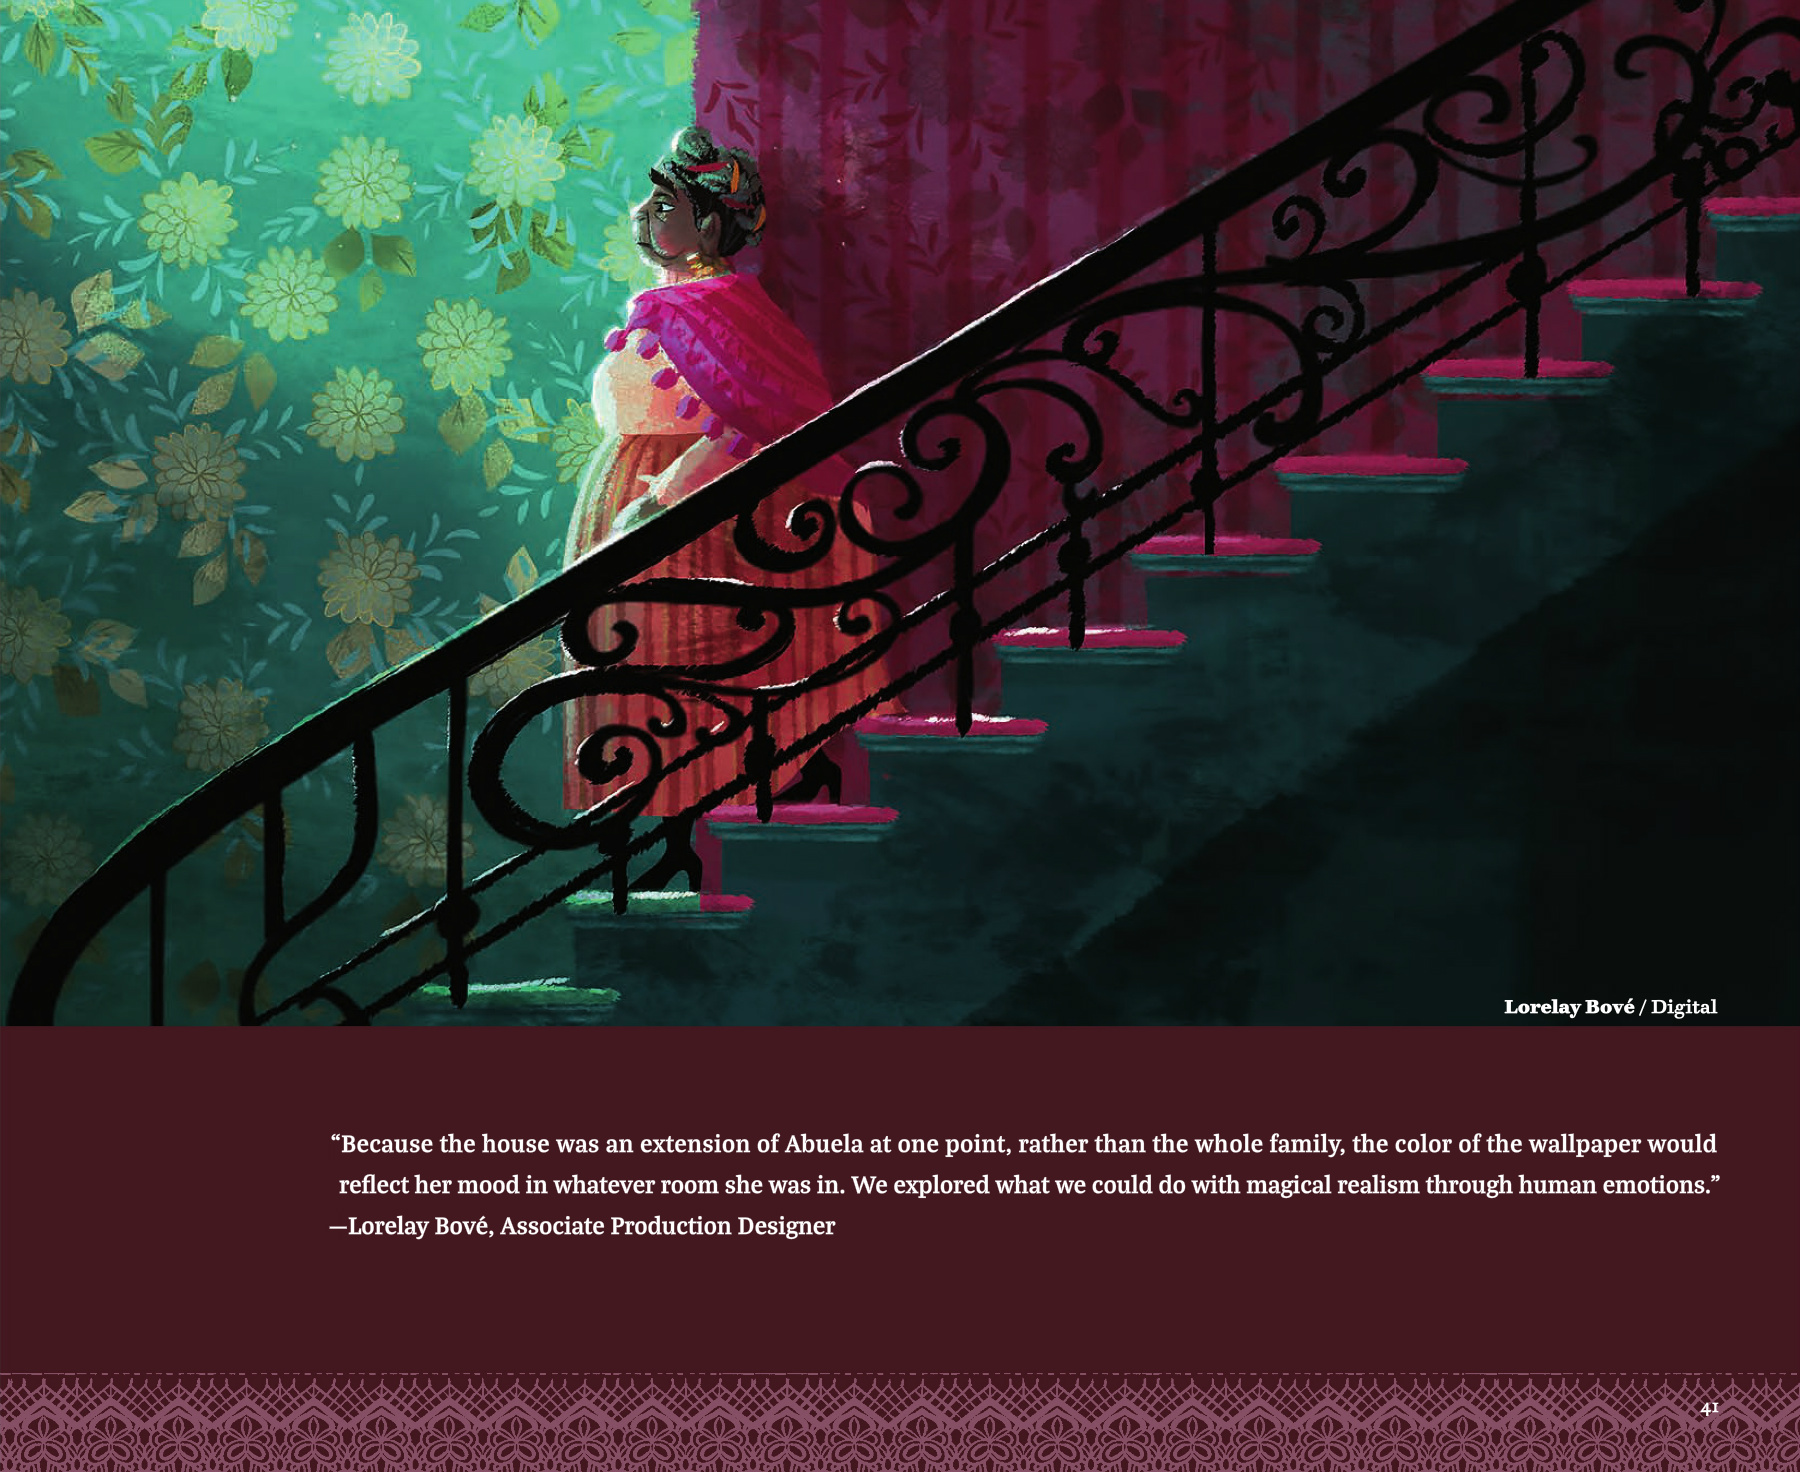 Lorelay Bové / Digital
“Because the house was an extension of Abuela at one point, rather than the whole family, the color of the wallpaper would
reflect her mood in whatever room she was in. We explored what we could do with magical realism through human emotions.”
—Lorelay Bové, Associate Production Designer
41